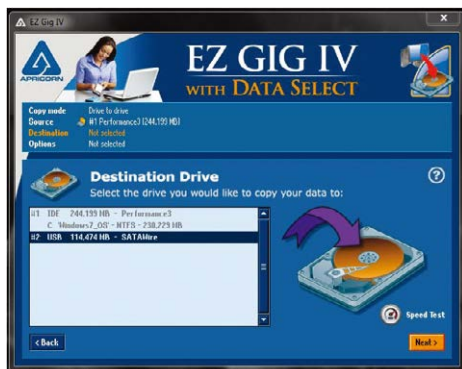 EZ Gig IV
x
APRICORN
EZ GIG IV
WITH DATA SELECT
Copy mode Drive to drive
Source #1 Performance3 [244,199 MB]
Destination Not selected
Options Not selected
Destination Drive
Select the drive you would like to copy your data to:
?
#1 IDE 244,199 MB - Performance3
C: Windows7_OS - NTFS - 230,229 MB
#2 USB 114,474 MB - SATAWire
Speed Test
< Back
Next >